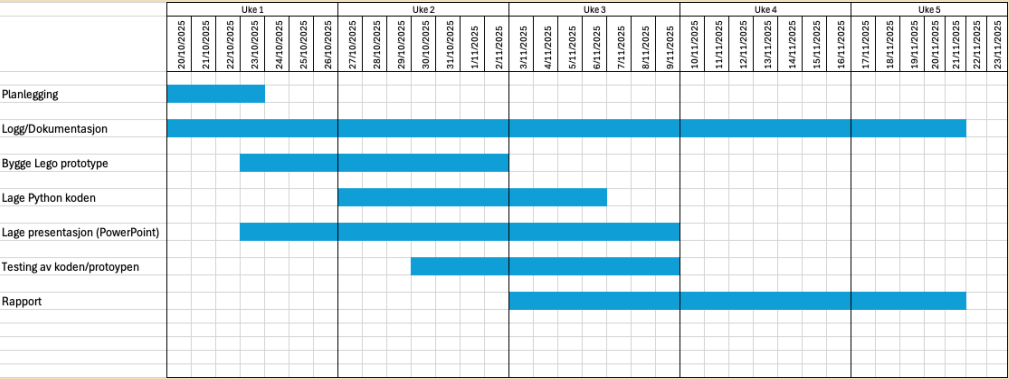 Uke 1 Uke 2 Uke 3 Uke 4 Uke 5
20/10/2025 21/10/2025 22/10/2025 23/10/2025 24/10/2025 25/10/2025 26/10/2025 27/10/2025 28/10/2025 29/10/2025 30/10/2025 31/10/2025 1/11/2025 2/11/2025 3/11/2025 4/11/2025 5/11/2025 6/11/2025 7/11/2025 8/11/2025 9/11/2025 10/11/2025 11/11/2025 12/11/2025 13/11/2025 14/11/2025 15/11/2025 16/11/2025 17/11/2025 18/11/2025 19/11/2025 20/11/2025 21/11/2025 22/11/2025 23/11/2025
Planlegging
Logg/Dokumentasjon
Bygge Lego prototype
Lage Python koden
Lage presentasjon (PowerPoint)
Testing av koden/protoypen
Rapport